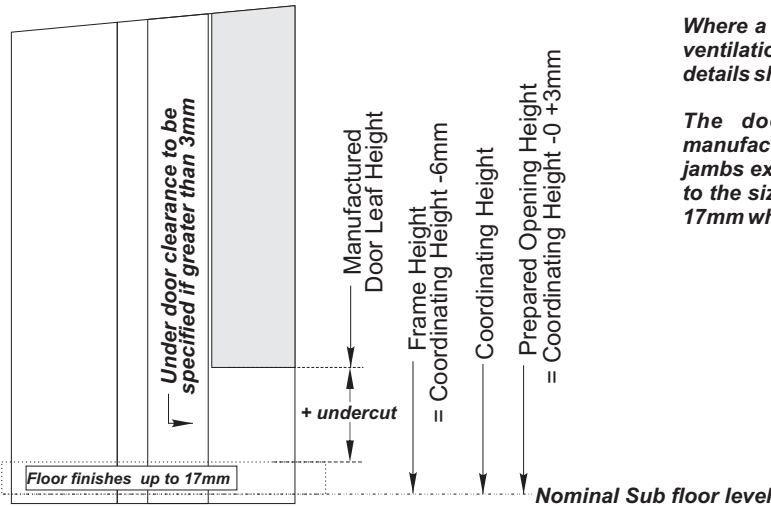 Under door clearance to be
specified if greater than 3mm
Manufactured
Door Leaf Height
Frame Height
= Coordinating Height -6mm
Coordinating Height
Prepared Opening Height
= Coordinating Height -0 +3mm
+ undercut
Floor finishes up to 17mm
Nominal Sub floor level
Where a
ventilatio
details sl
The doo
manufac
jambs ex
to the siz
17mm wh